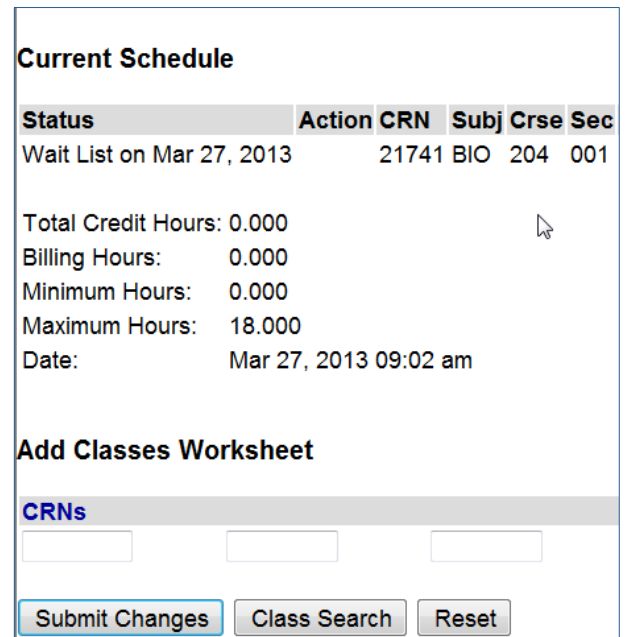 Current Schedule
Status Action CRN Subj Crse Sec
Wait List on Mar 27, 2013 21741 BIO 204 001
Total Credit Hours: 0.000
Billing Hours: 0.000
Minimum Hours: 0.000
Maximum Hours: 18.000
Date: Mar 27, 2013 09:02 am
Add Classes Worksheet
CRNs
Submit Changes Class Search Reset